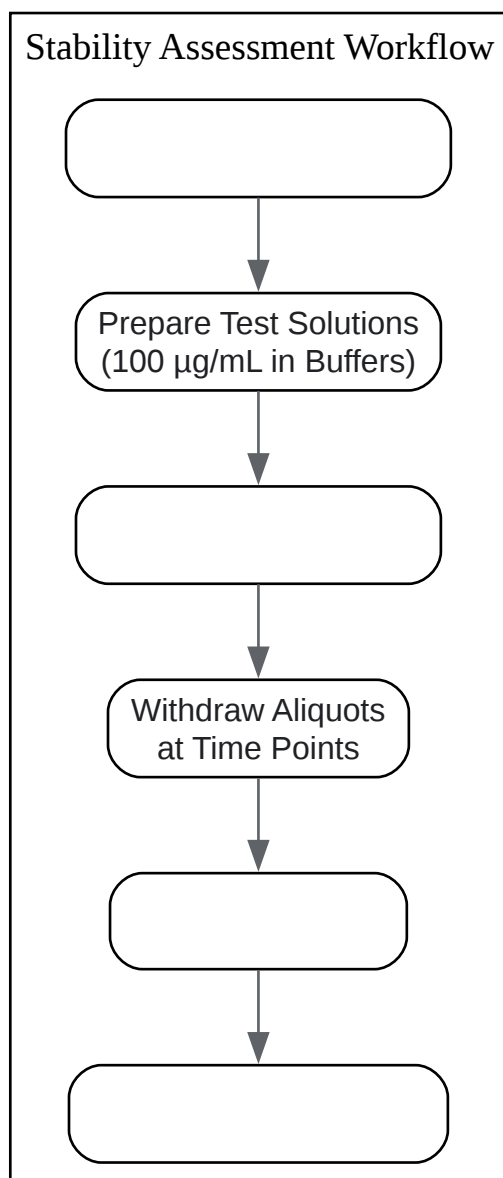 Stability Assessment Workflow
Prepare Test Solutions
(100 µg/mL in Buffers)
Withdraw Aliquots
at Time Points